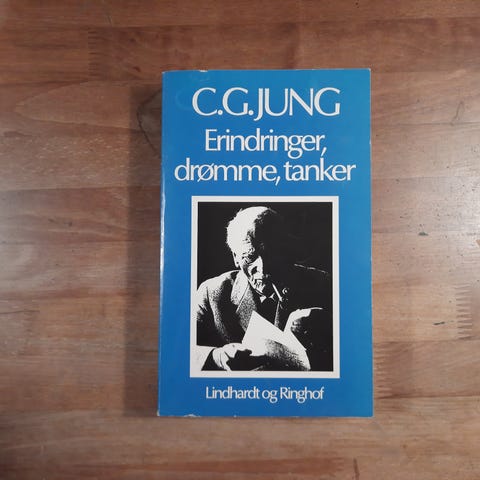 C.G.JUNG
Erindringer,
drømme, tanker
Lindhardt og Ringhof